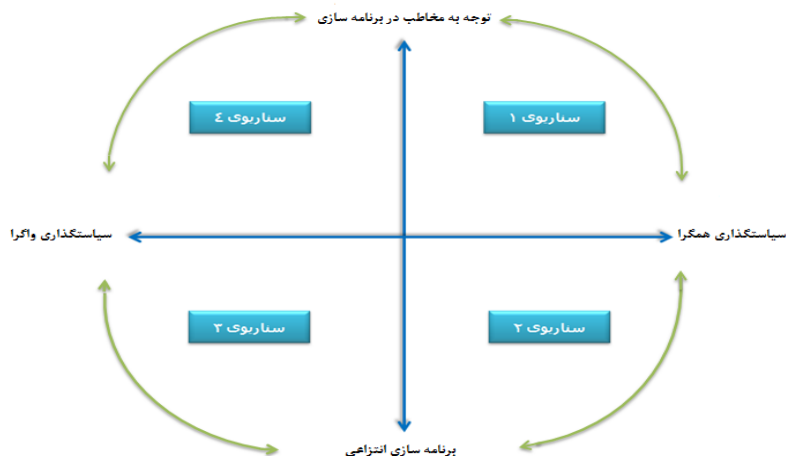 توجه به مخاطب در برنامه سازی
سناریوی ۱
سناریوی ٤
سیاستگذاری همگرا
سیاستگذاری واگرا
سناریوی ۲
سناریوی ۳
برنامه سازی انتزاعی